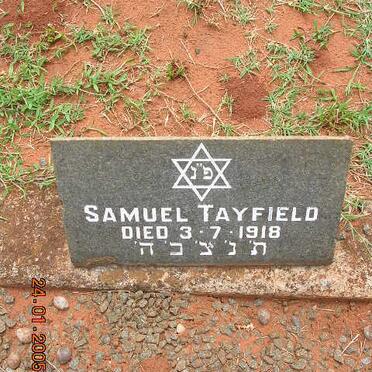 פ״נ
SAMUEL TAYFIELD
DIED 3-7-1918
ת׳ נ׳ צ׳ ב׳ ה׳
24.01.2005